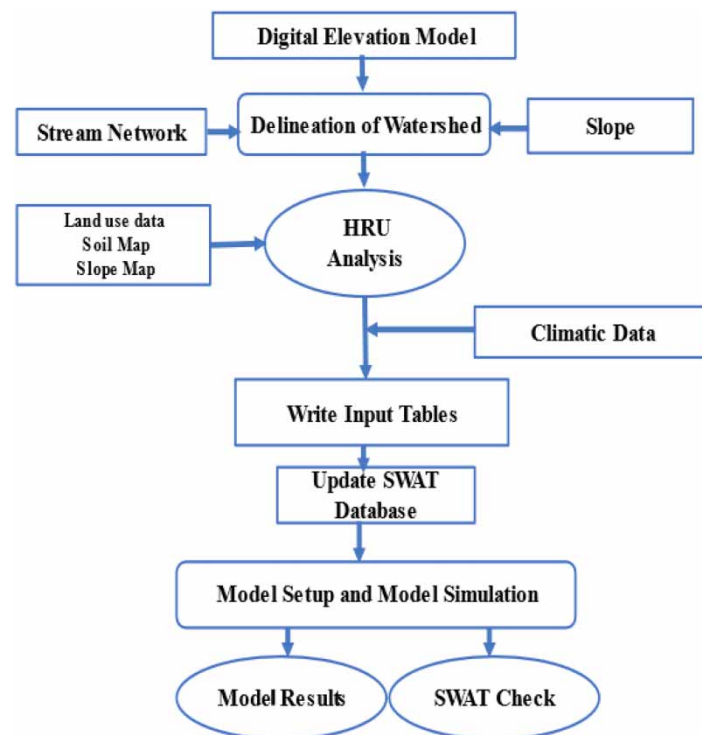 Digital Elevation Model
Stream Network
Delineation of Watershed
Slope
Land use data
Soil Map
Slope Map
HRU
Analysis
Climatic Data
Write Input Tables
Update SWAT
Database
Model Setup and Model Simulation
Model Results
SWAT Check